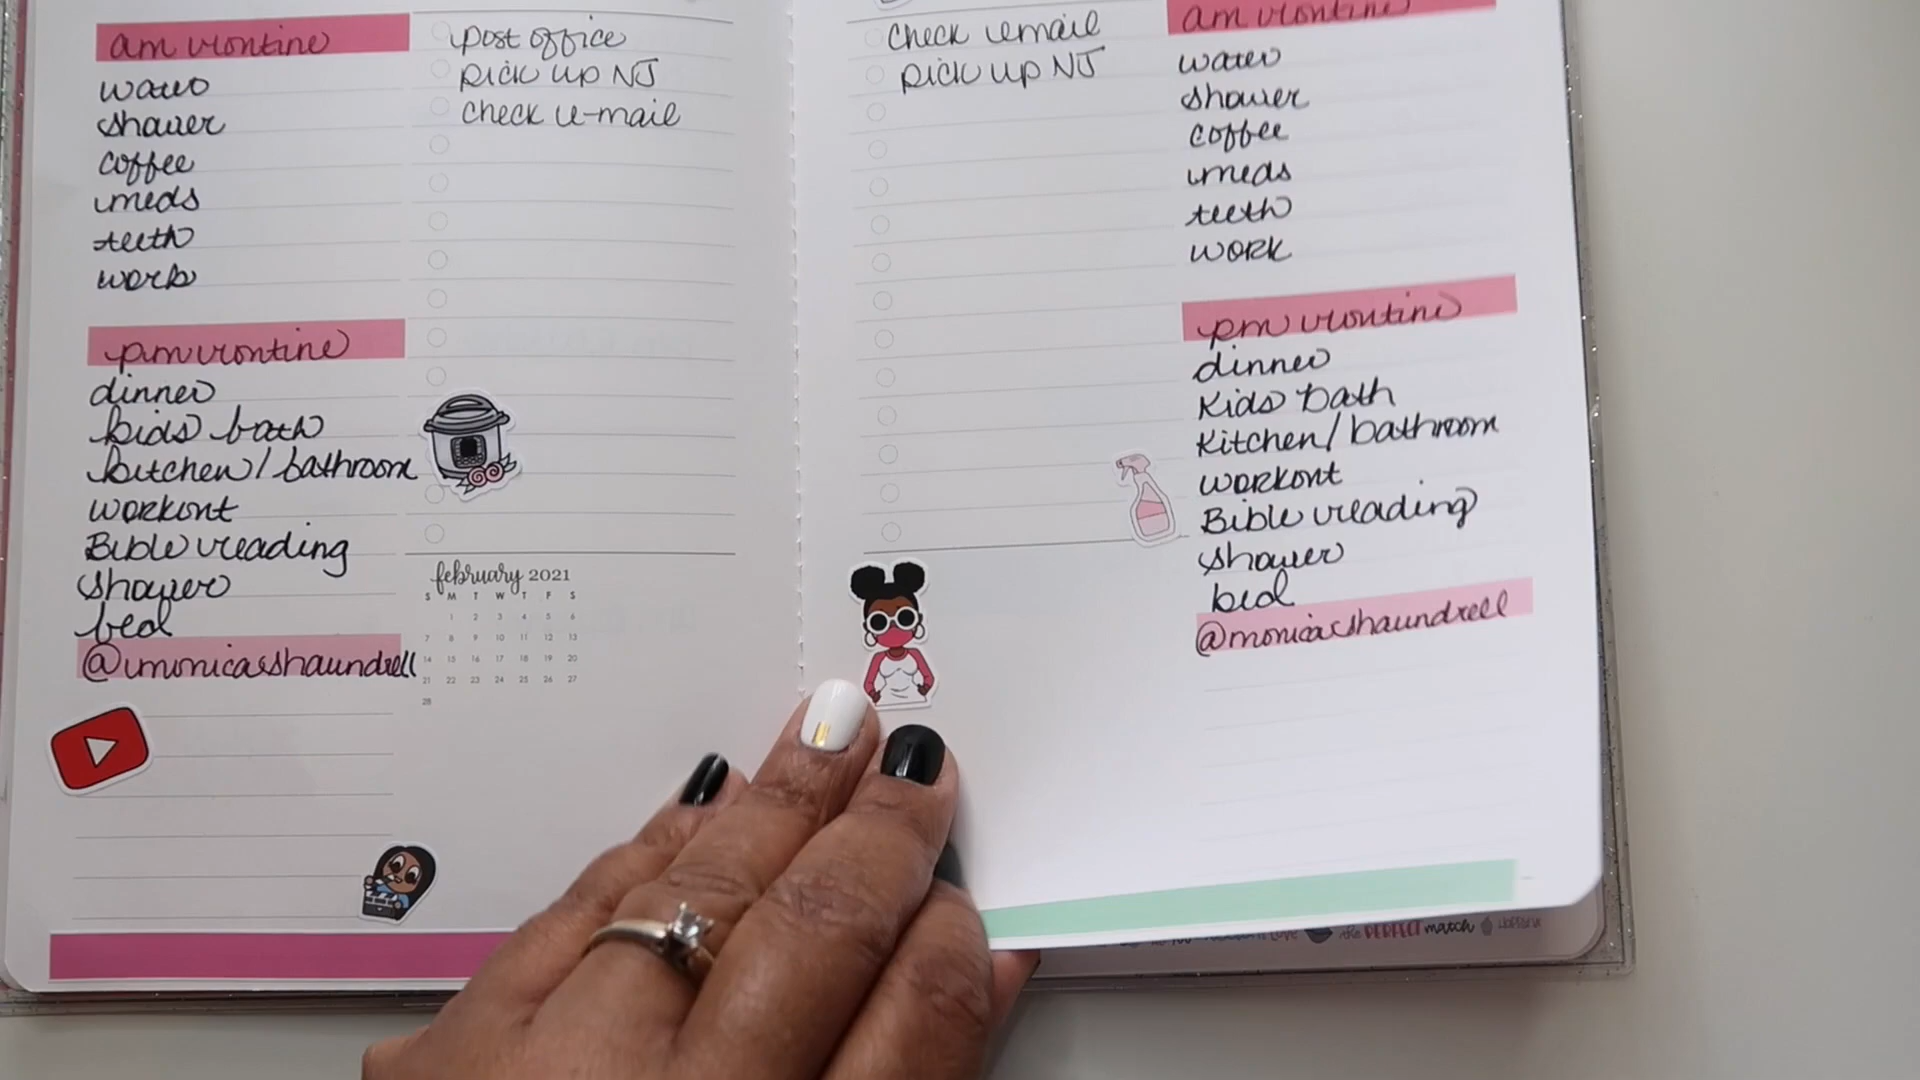 am routine
water
shower
coffee
meds
teeth
work
pm routine
dinner
kids bath
kitchen/bathroom
workout
Bible reading
shower
bed
@monicashaundrell
post office
pick up NJ
check e-mail
february 2021
S M T W T F S
1 2 3 4 5 6
7 8 9 10 11 12 13
14 15 16 17 18 19 20
21 22 23 24 25 26 27
28
check email
pick up NJ
am routine
water
shower
coffee
meds
teeth
work
pm routine
dinner
Kids bath
Kitchen/bathroom
workout
Bible reading
shower
bed
@monicashaundrell
the PERFECT match